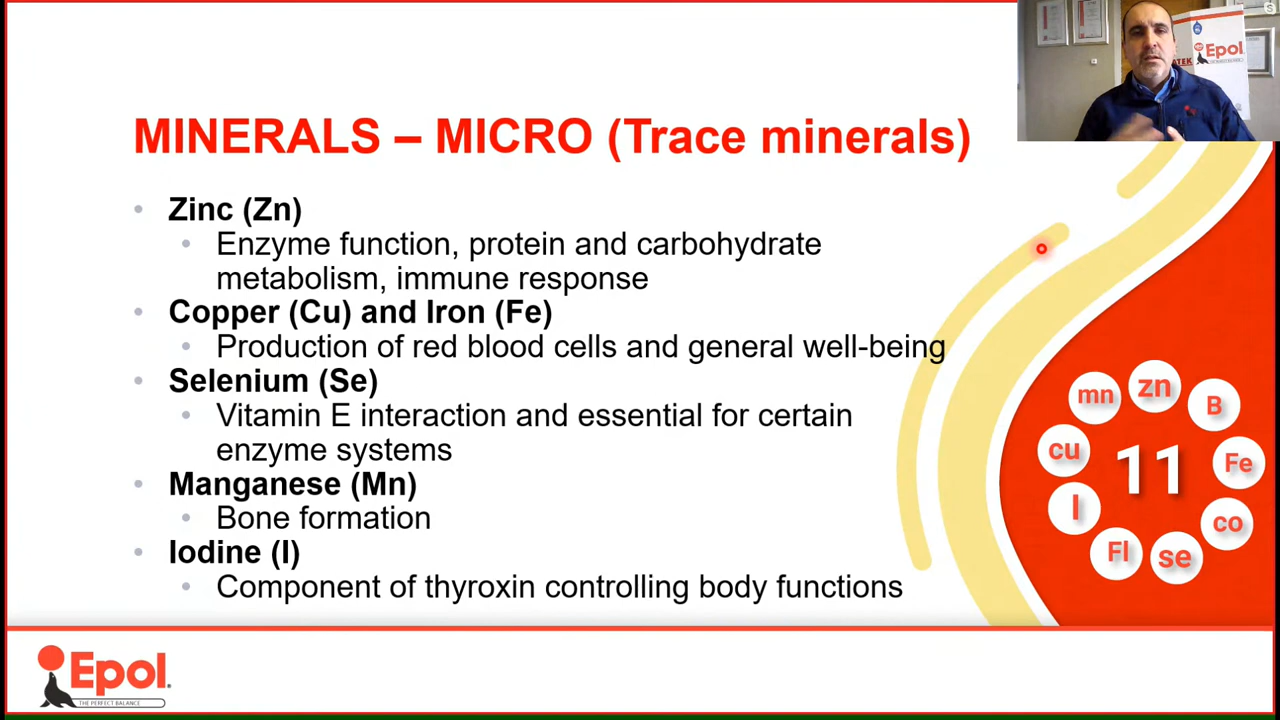 S
Epol
MINERALS – MICRO (Trace minerals)
• Zinc (Zn)
• Enzyme function, protein and carbohydrate
metabolism, immune response
• Copper (Cu) and Iron (Fe)
• Production of red blood cells and general well-being
• Selenium (Se)
• Vitamin E interaction and essential for certain
enzyme systems
• Manganese (Mn)
• Bone formation
• Iodine (I)
• Component of thyroxin controlling body functions
mn
zn
B
cu
11
Fe
I
co
Fl
se
Epol
THE PERFECT BALANCE